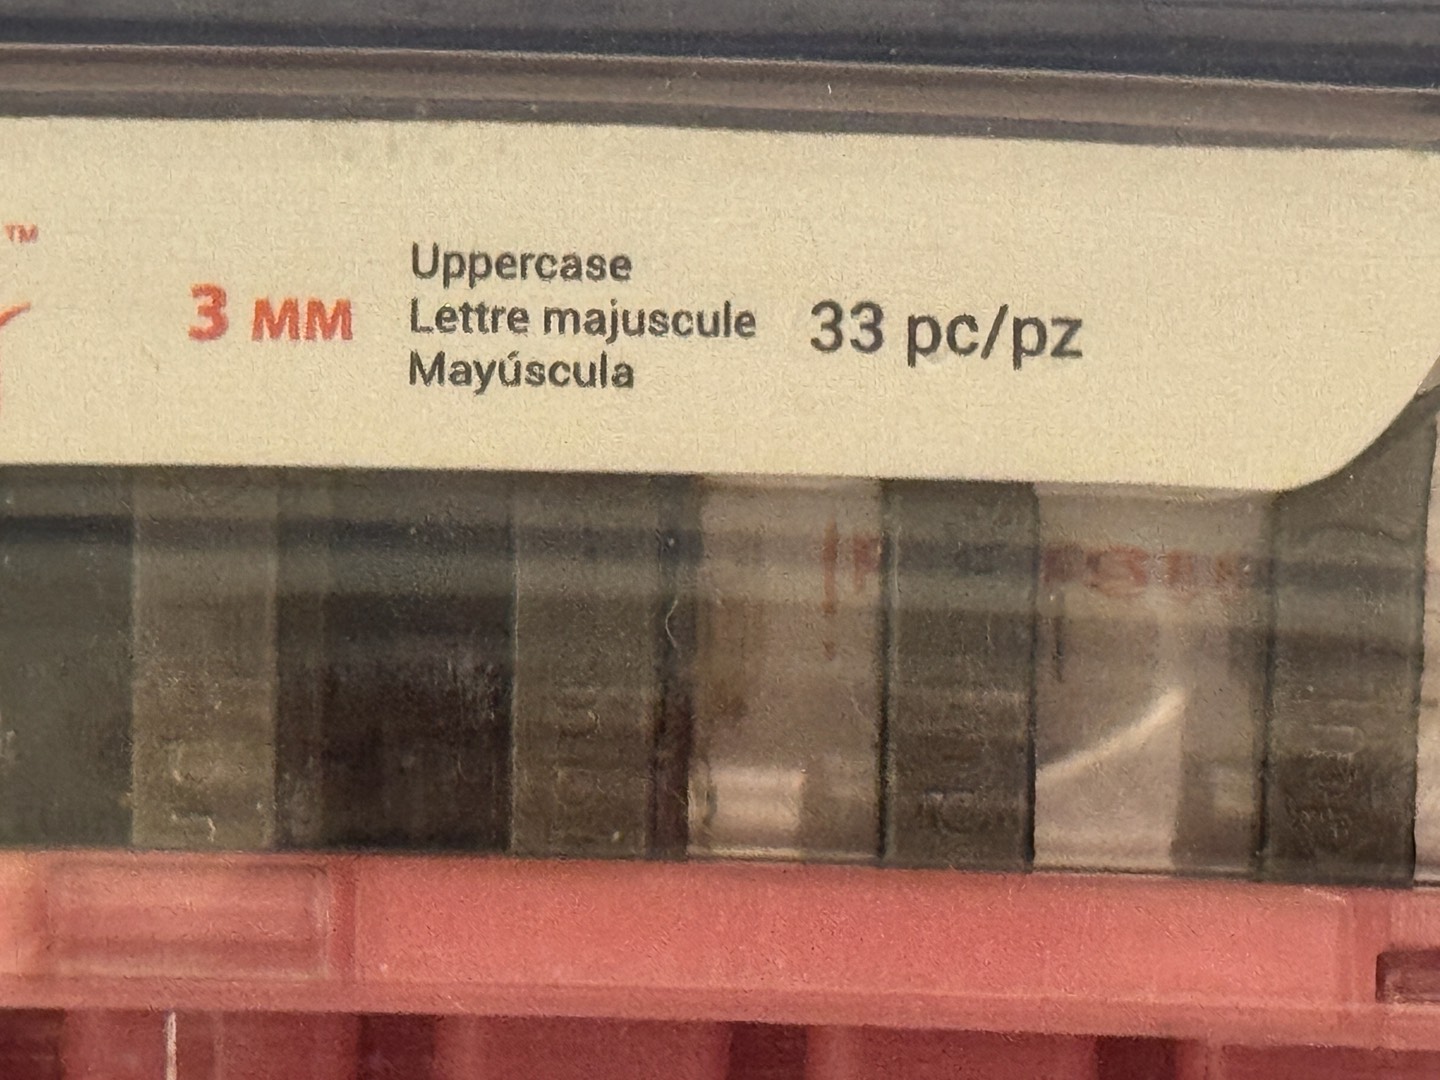 ™
3 MM
Uppercase
Lettre majuscule
Mayúscula
33 pc/pz